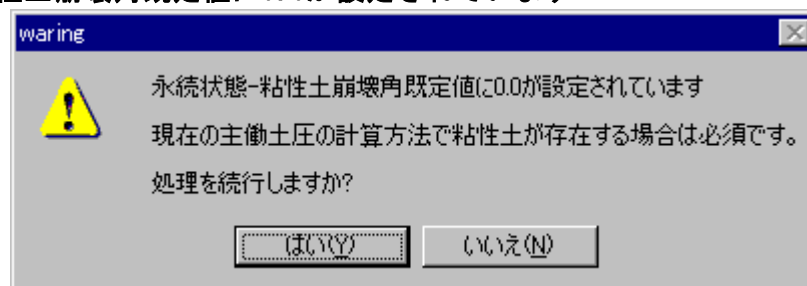 waring
永続状態-粘性土崩壊角既定値に0.0が設定されています
現在の主働土圧の計算方法で粘性土が存在する場合は必須です。
処理を続行しますか?
はい(Y)
いいえ(N)